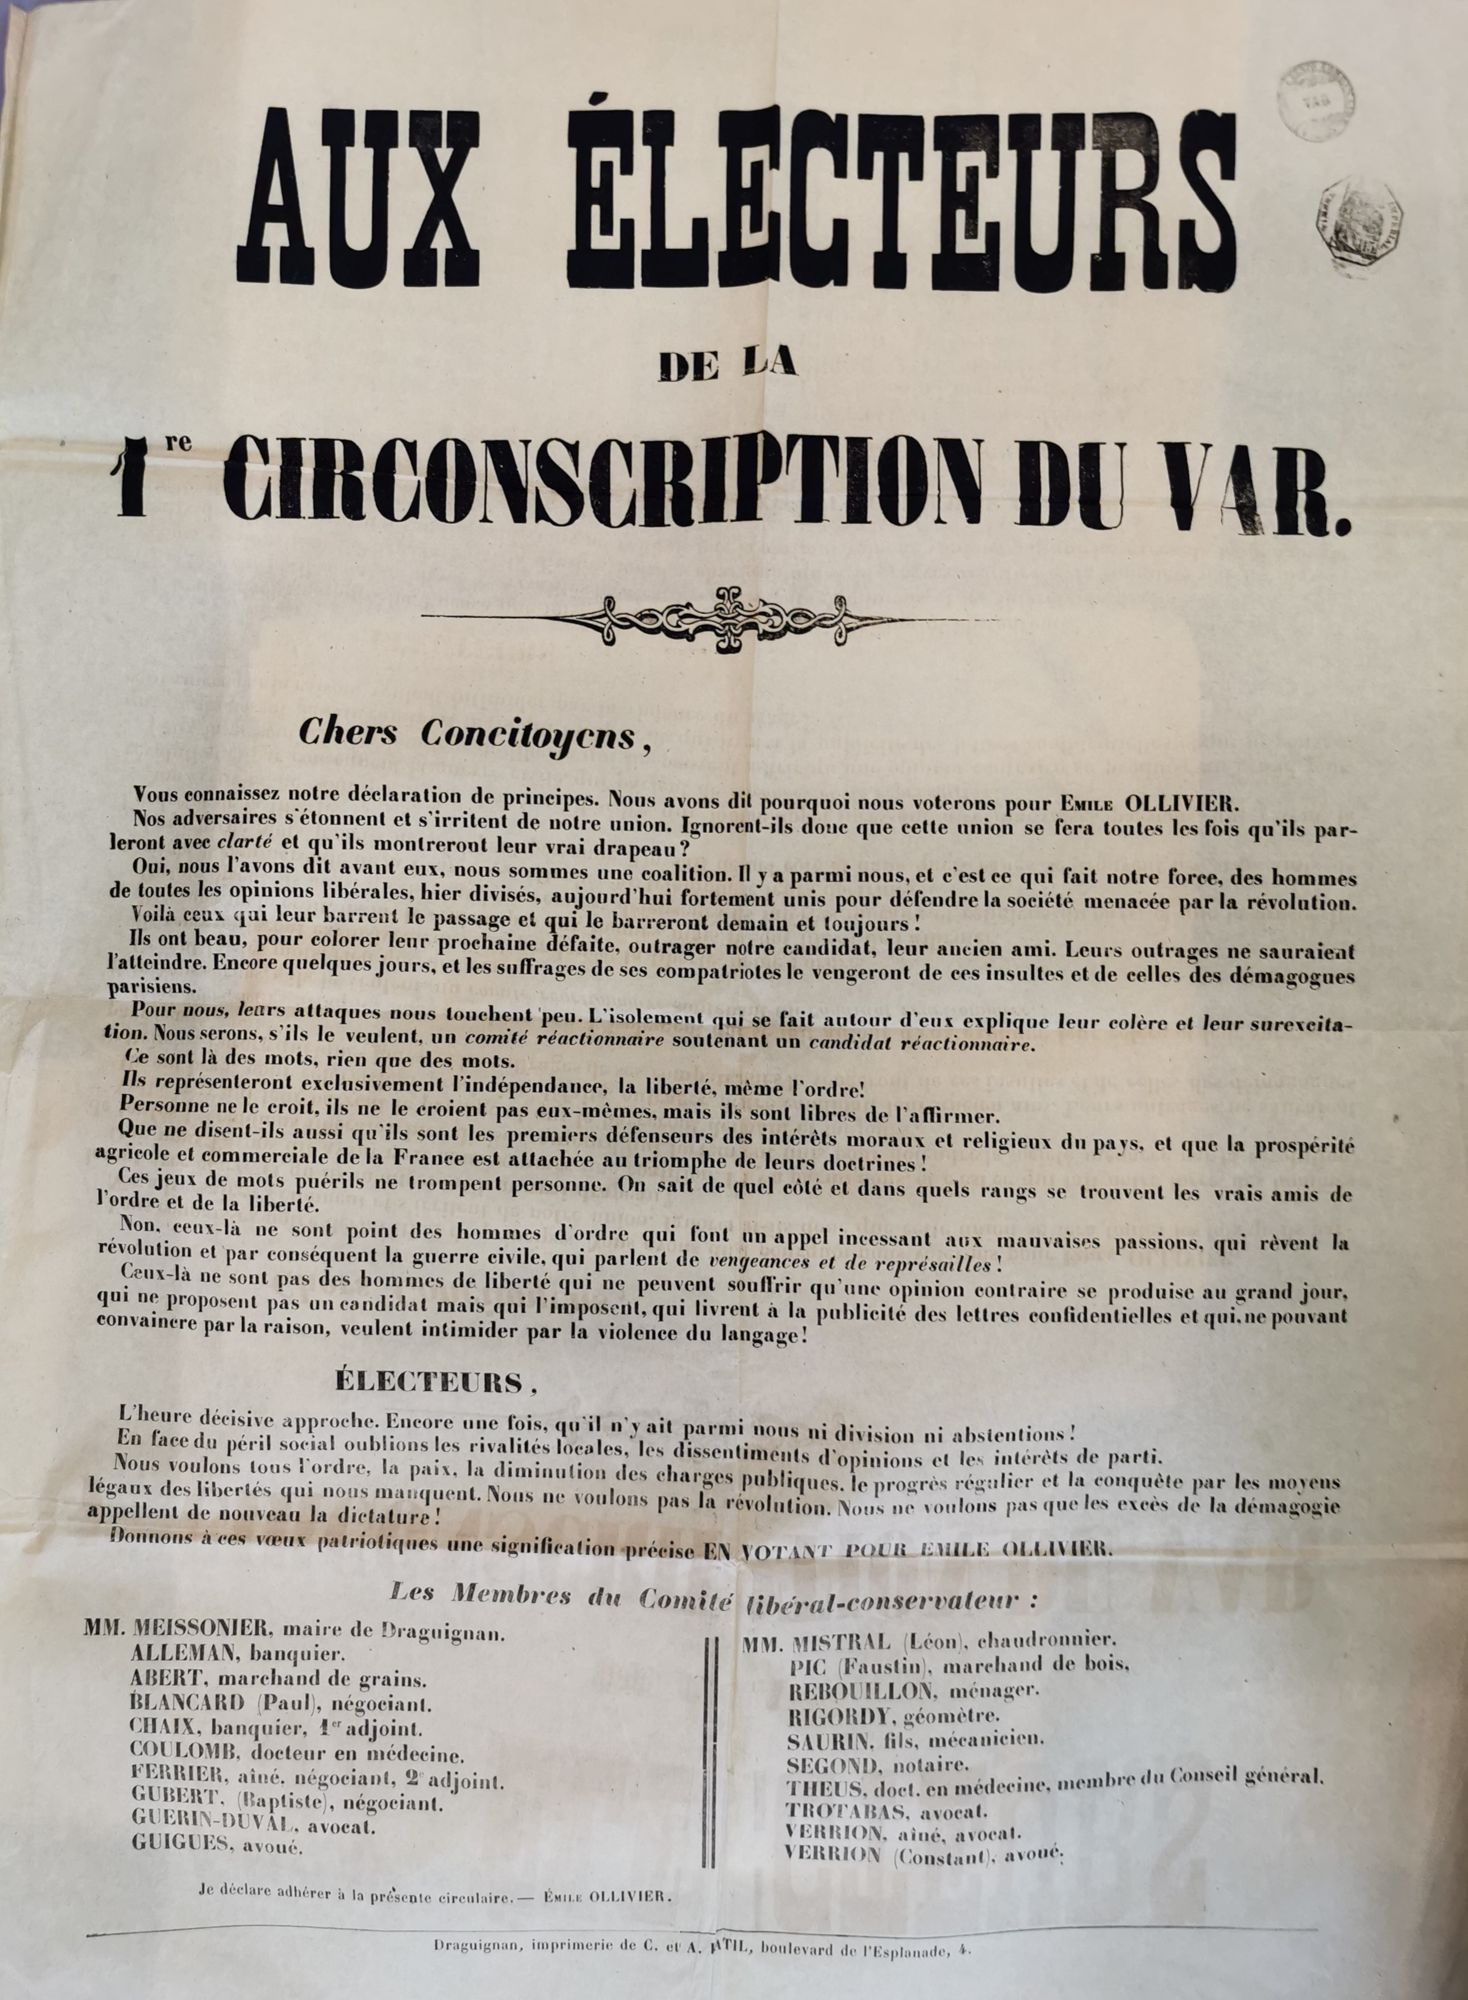 AUX ÉLECTEURS
DE LA
1re CIRCONSCRIPTION DU VAR.
VAR
TIMBRE IMPÉRIAL
Chers Concitoyens,
Vous connaissez notre déclaration de principes. Nous avons dit pourquoi nous voterons pour EMILE OLLIVIER.
Nos adversaires s'étonnent et s'irritent de notre union. Ignorent-ils donc que cette union se fera toutes les fois qu'ils par-
leront avec clarté et qu'ils montreront leur vrai drapeau?
Oui, nous l'avons dit avant eux, nous sommes une coalition. Il y a parmi nous, et c'est ce qui fait notre force, des hommes
de toutes les opinions libérales, hier divisés, aujourd'hui fortement unis pour défendre la société menacée par la révolution.
Voilà ceux qui leur barrent le passage et qui le barreront demain et toujours!
Ils ont beau, pour colorer leur prochaine défaite, outrager notre candidat, leur ancien ami. Leurs outrages ne sauraient
l'atteindre. Encore quelques jours, et les suffrages de ses compatriotes le vengeront de ces insultes et de celles des démagogues
parisiens.
Pour nous, leurs attaques nous touchent peu. L'isolement qui se fait autour d'eux explique leur colère et leur surexcita-
tion. Nous serons, s'ils le veulent, un comité réactionnaire soutenant un candidat réactionnaire.
Ce sont là des mots, rien que des mots.
Ils représenteront exclusivement l'indépendance, la liberté, même l'ordre!
Personne ne le croit, ils ne le croient pas eux-mêmes, mais ils sont libres de l'affirmer.
Que ne disent-ils aussi qu'ils sont les premiers défenseurs des intérêts moraux et religieux du pays, et que la prospérité
agricole et commerciale de la France est attachée au triomphe de leurs doctrines!
Ces jeux de mots puérils ne trompent personne. On sait de quel côté et dans quels rangs se trouvent les vrais amis de
l'ordre et de la liberté.
Non, ceux-là ne sont point des hommes d'ordre qui font un appel incessant aux mauvaises passions, qui rêvent la
révolution et par conséquent la guerre civile, qui parlent de vengeances et de représailles!
Ceux-là ne sont pas des hommes de liberté qui ne peuvent souffrir qu'une opinion contraire se produise au grand jour,
qui ne proposent pas un candidat mais qui l'imposent, qui livrent à la publicité des lettres confidentielles et qui, ne pouvant
convaincre par la raison, veulent intimider par la violence du langage!
ÉLECTEURS,
L'heure décisive approche. Encore une fois, qu'il n'y ait parmi nous ni division ni abstentions!
En face du péril social oublions les rivalités locales, les dissentiments d'opinions et les intérêts de parti.
Nous voulons tous l'ordre, la paix, la diminution des charges publiques, le progrès régulier et la conquête par les moyens
légaux des libertés qui nous manquent. Nous ne voulons pas la révolution. Nous ne voulons pas que les excès de la démagogie
appellent de nouveau la dictature!
Donnons à ces vœux patriotiques une signification précise EN VOTANT POUR EMILE OLLIVIER.
Les Membres du Comité libéral-conservateur :
MM. MEISSONIER, maire de Draguignan.
ALLEMAN, banquier.
ABERT, marchand de grains.
BLANCARD (Paul), négociant.
CHAIX, banquier, 1er adjoint.
COULOMB, docteur en médecine.
FERRIER, aîné, négociant, 2e adjoint.
GUBERT, (Baptiste), négociant.
GUERIN-DUVAL, avocat.
GUIGUES, avoué.
MM. MISTRAL (Léon), chaudronnier.
PIC (Faustin), marchand de bois.
REBOUILLON, ménager.
RIGORDY, géomètre.
SAURIN, fils, mécanicien.
SEGOND, notaire.
THEUS, doct. en médecine, membre du Conseil général.
TROTABAS, avocat.
VERRION, aîné, avocat.
VERRION (Constant), avoué.
Je déclare adhérer à la présente circulaire. — ÉMILE OLLIVIER.
Draguignan, imprimerie de C. et A. LATIL, boulevard de l'Esplanade, 4.